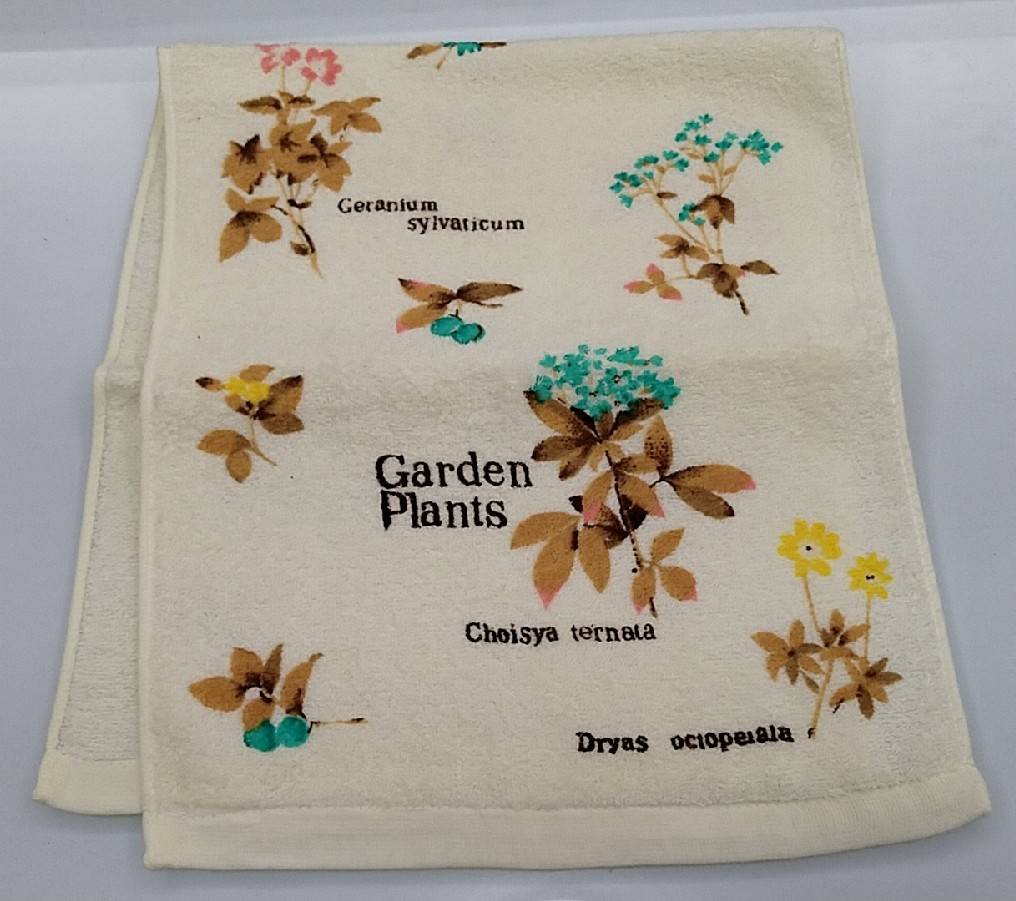 Geranium
sylvaticum
Garden
Plants
Choisya ternata
Dryas octopetala